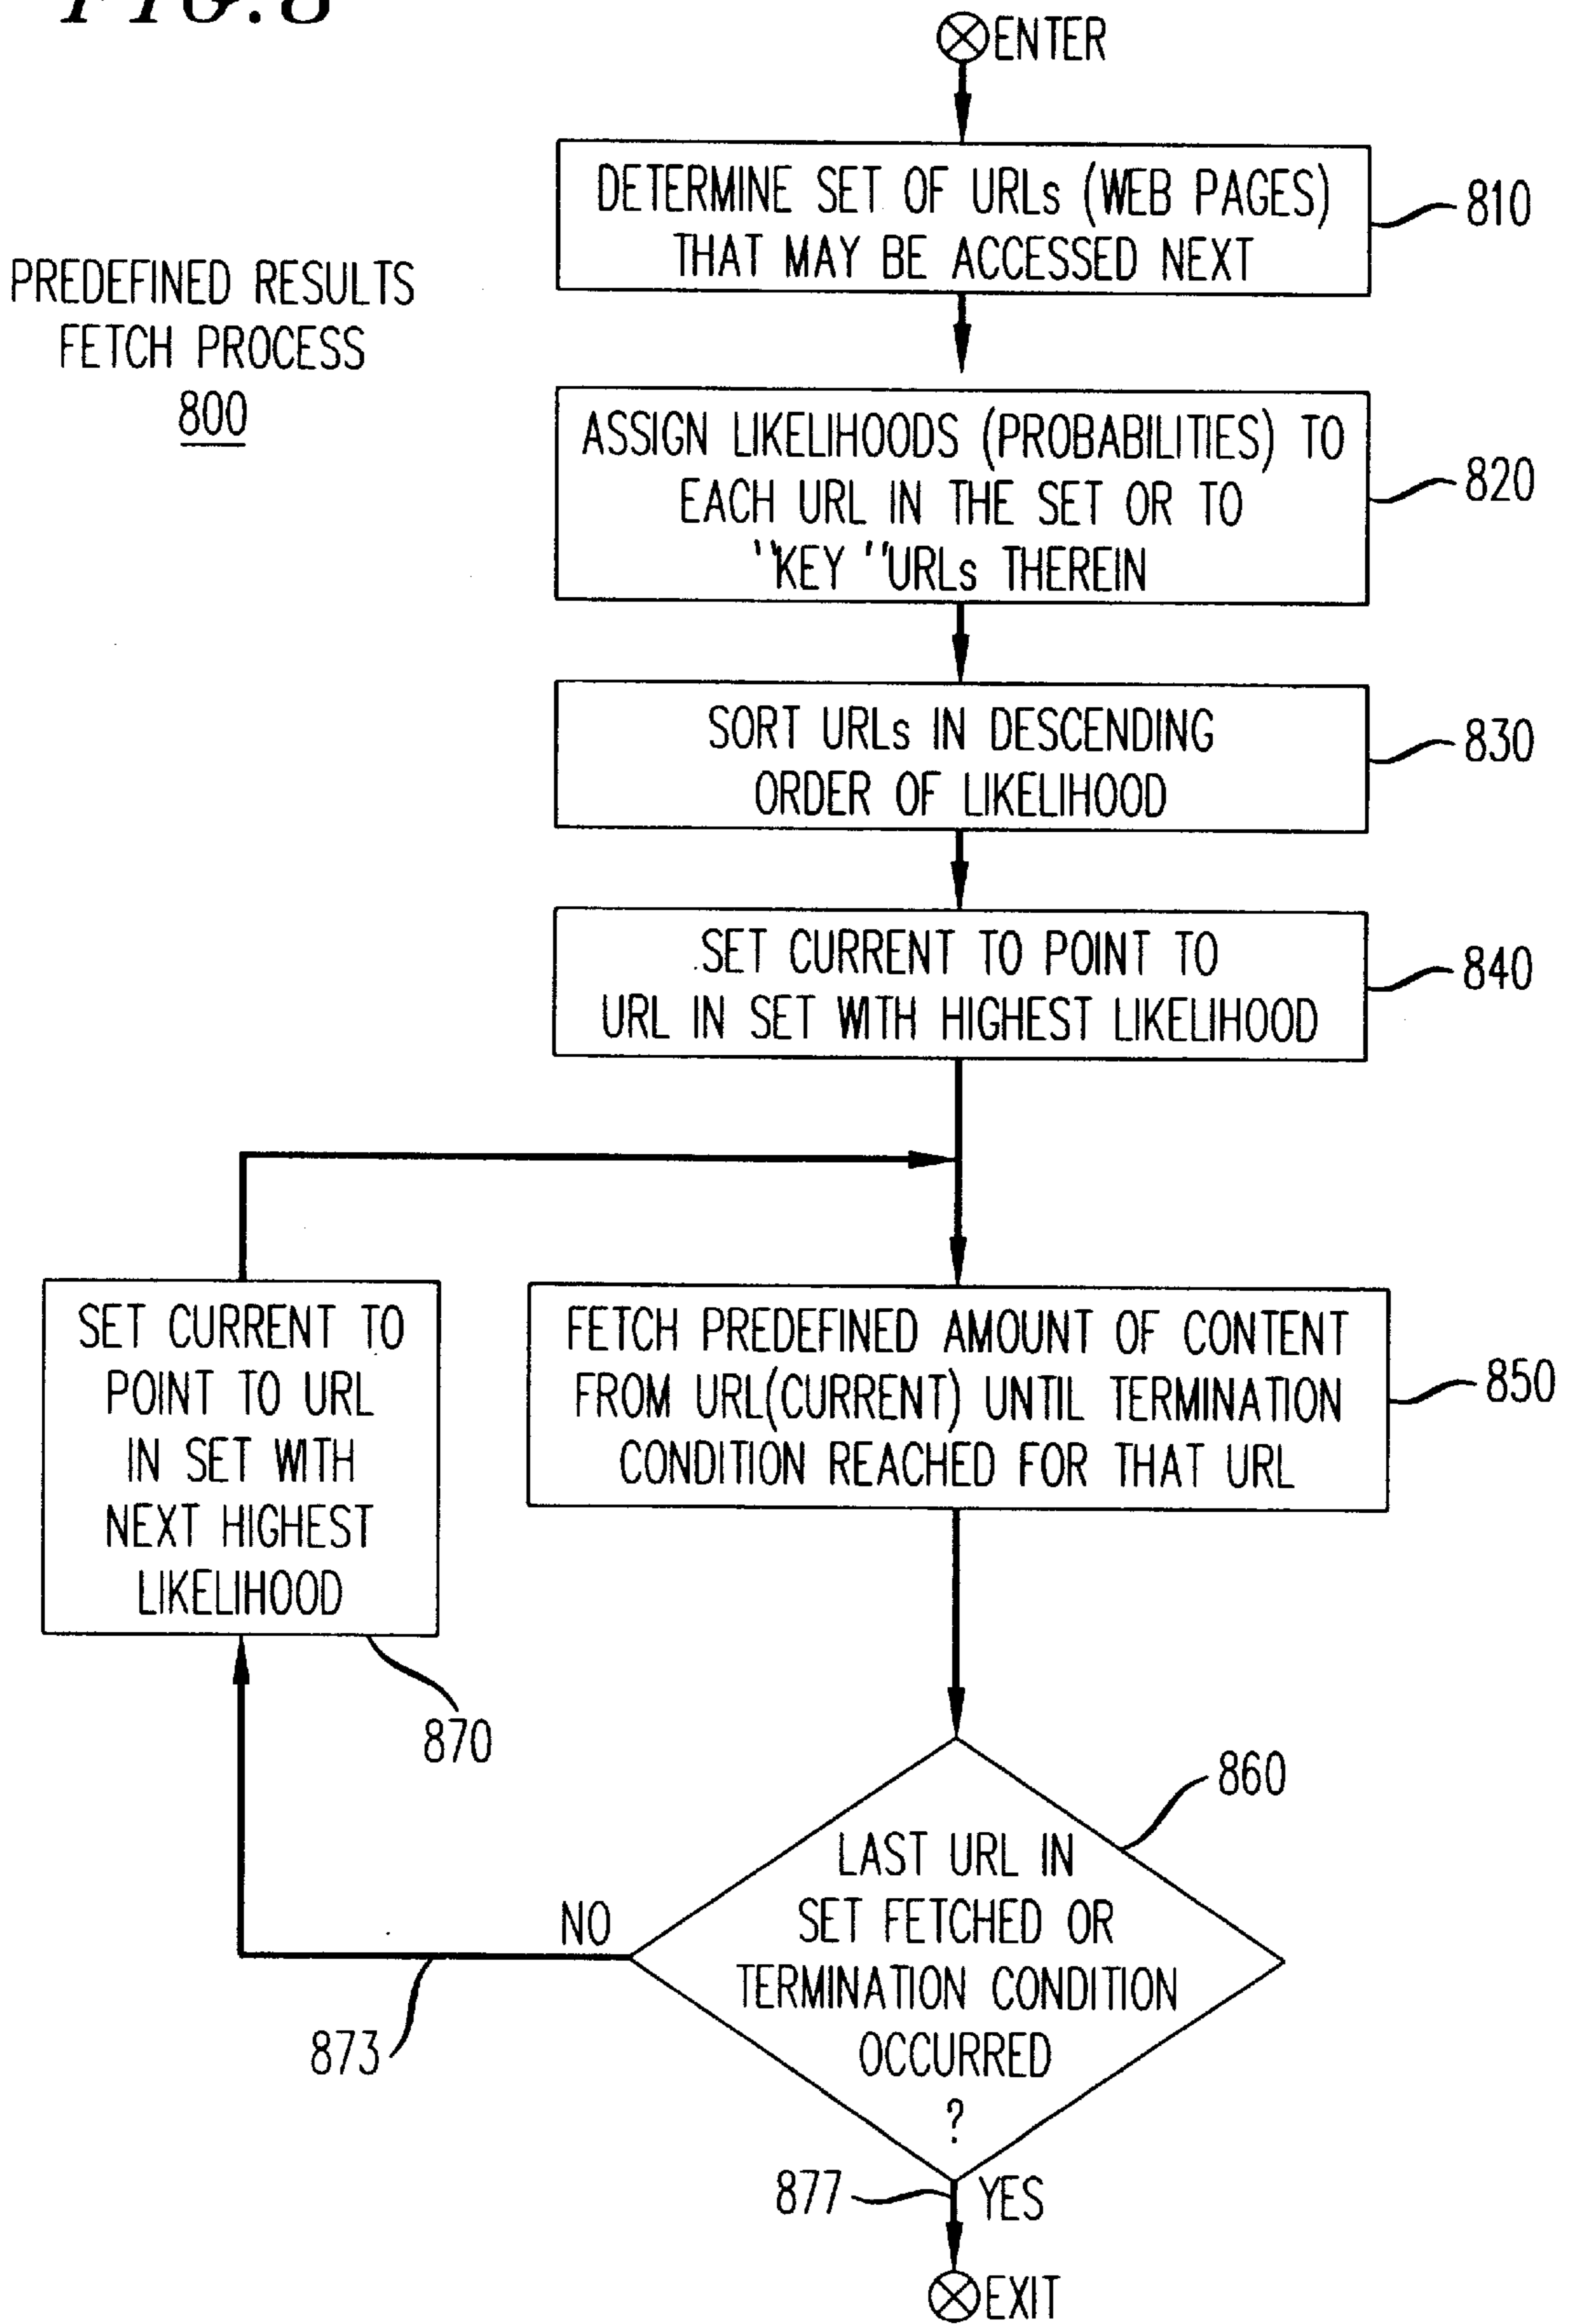 FIG. 8
ENTER
DETERMINE SET OF URLs (WEB PAGES)
THAT MAY BE ACCESSED NEXT
810
PREDEFINED RESULTS
FETCH PROCESS
800
ASSIGN LIKELIHOODS (PROBABILITIES) TO
EACH URL IN THE SET OR TO
"KEY "URLs THEREIN
820
SORT URLs IN DESCENDING
ORDER OF LIKELIHOOD
830
SET CURRENT TO POINT TO
URL IN SET WITH HIGHEST LIKELIHOOD
840
SET CURRENT TO
POINT TO URL
IN SET WITH
NEXT HIGHEST
LIKELIHOOD
870
FETCH PREDEFINED AMOUNT OF CONTENT
FROM URL(CURRENT) UNTIL TERMINATION
CONDITION REACHED FOR THAT URL
850
LAST URL IN
SET FETCHED OR
TERMINATION CONDITION
OCCURRED
?
860
NO
873
877
YES
EXIT